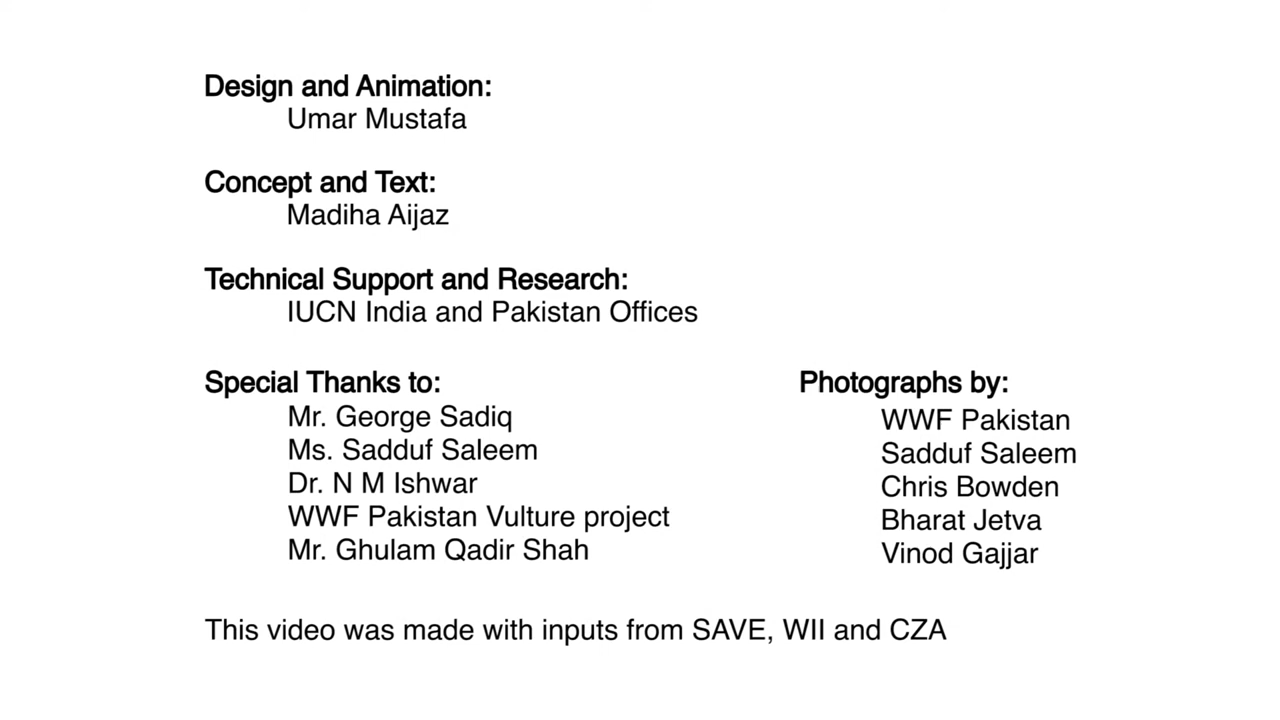 Design and Animation:
Umar Mustafa
Concept and Text:
Madiha Aijaz
Technical Support and Research:
IUCN India and Pakistan Offices
Special Thanks to:
Mr. George Sadiq
Ms. Sadduf Saleem
Dr. N M Ishwar
WWF Pakistan Vulture project
Mr. Ghulam Qadir Shah
Photographs by:
WWF Pakistan
Sadduf Saleem
Chris Bowden
Bharat Jetva
Vinod Gajjar
This video was made with inputs from SAVE, WII and CZA